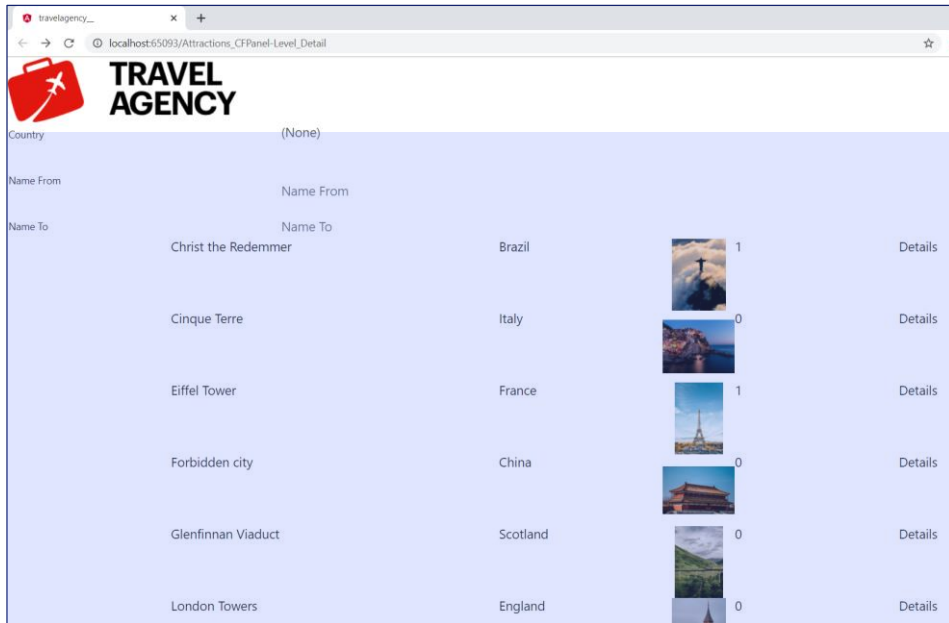 travelagency_
localhost:65093/Attractions_CFPanel-Level_Detail
TRAVEL
AGENCY
Country (None)
Name From Name From
Name To Name To
Christ the Redemmer Brazil 1 Details
Cinque Terre Italy 0 Details
Eiffel Tower France 1 Details
Forbidden city China 0 Details
Glenfinnan Viaduct Scotland 0 Details
London Towers England 0 Details